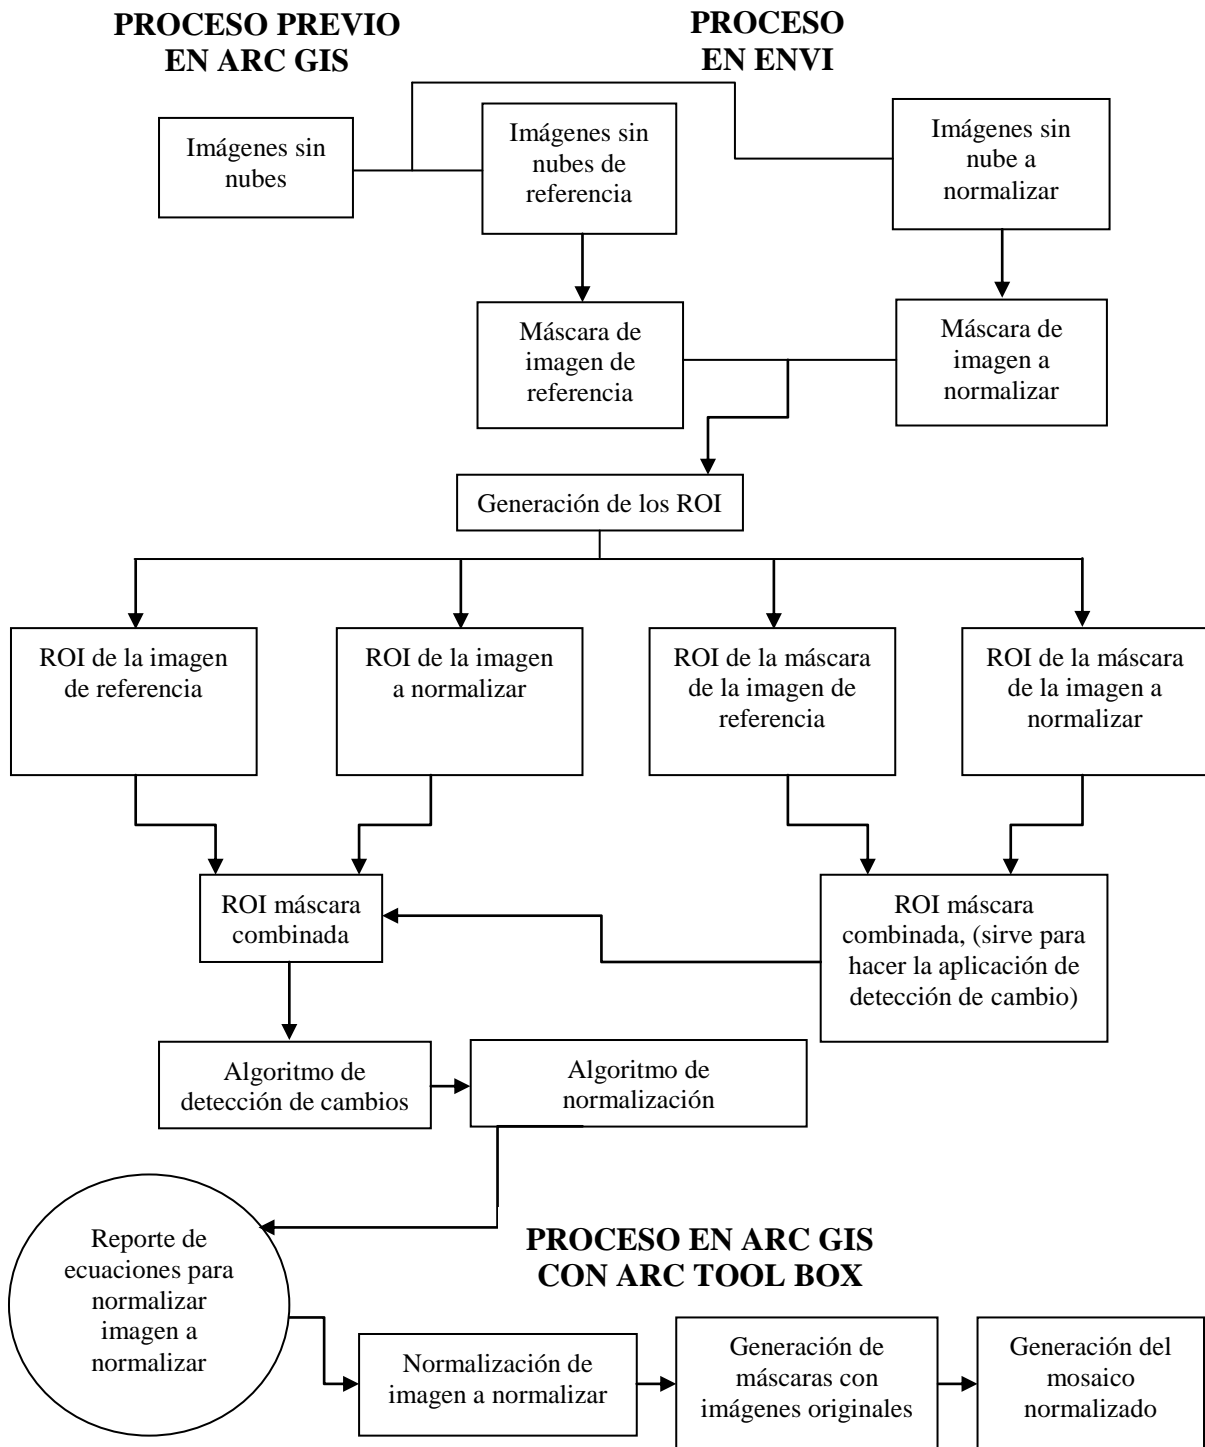 PROCESO PREVIO
EN ARC GIS
PROCESO
EN ENVI
Imágenes sin
nubes
Imágenes sin
nubes de
referencia
Imágenes sin
nube a
normalizar
Máscara de
imagen de
referencia
Máscara de
imagen a
normalizar
Generación de los ROI
ROI de la imagen
de referencia
ROI de la imagen
a normalizar
ROI de la máscara
de la imagen de
referencia
ROI de la máscara
de la imagen a
normalizar
ROI máscara
combinada
ROI máscara
combinada, (sirve para
hacer la aplicación de
detección de cambio)
Algoritmo de
detección de cambios
Algoritmo de
normalización
Reporte de
ecuaciones para
normalizar
imagen a
normalizar
PROCESO EN ARC GIS
CON ARC TOOL BOX
Normalización de
imagen a normalizar
Generación de
máscaras con
imágenes originales
Generación del
mosaico
normalizado